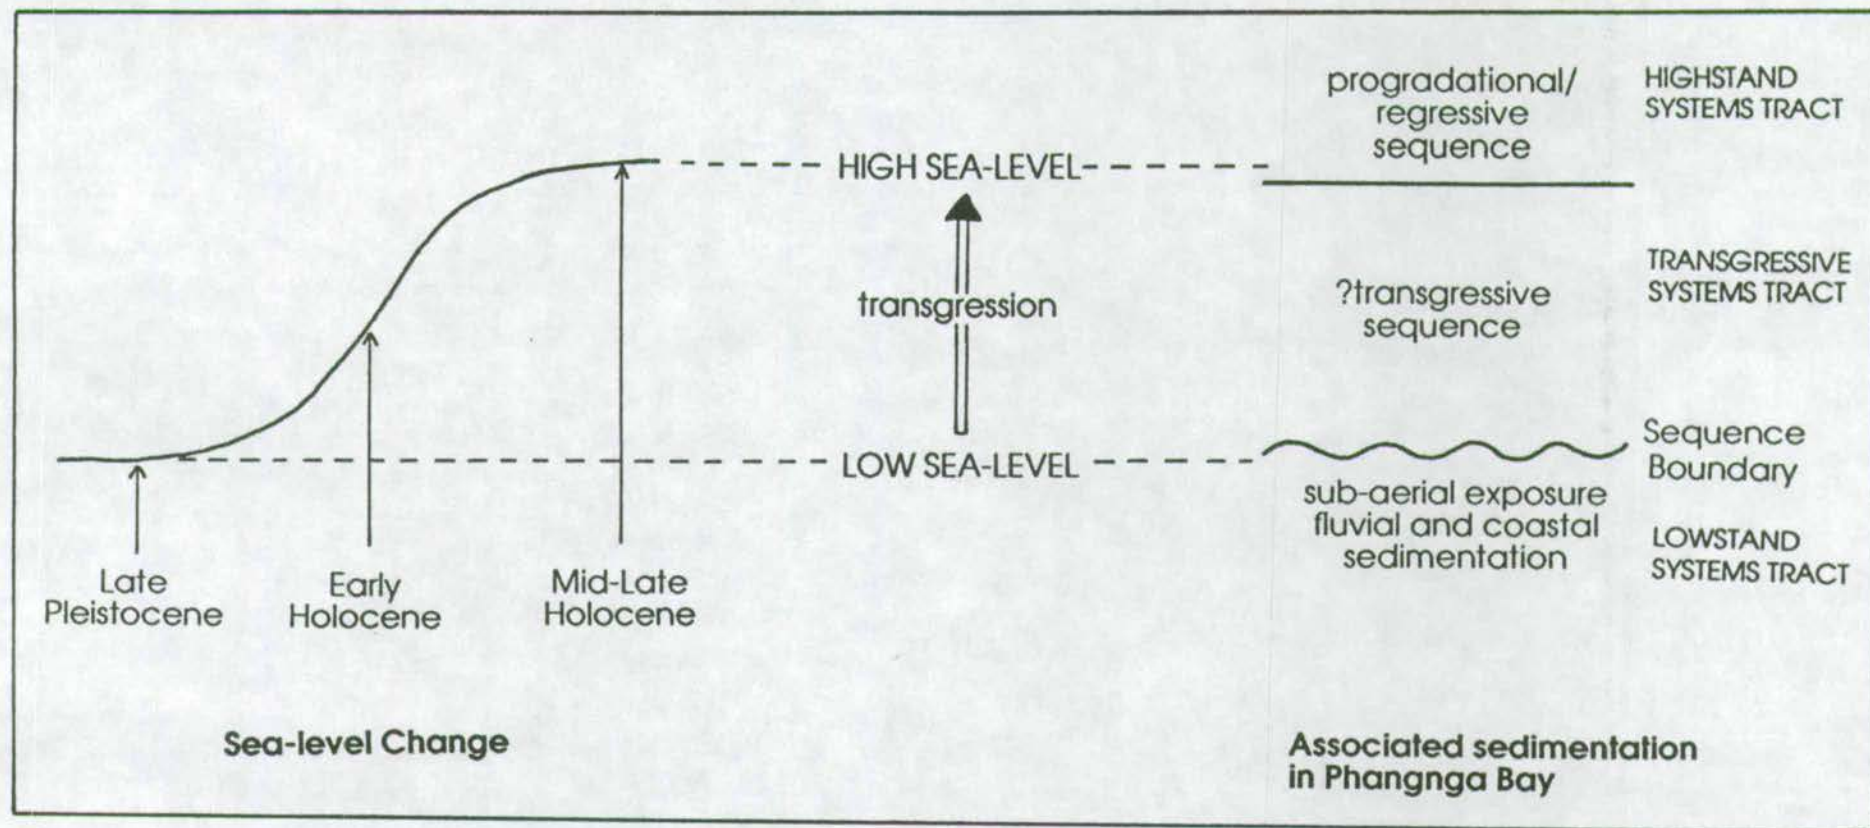 progradational/
regressive
sequence
HIGHSTAND
SYSTEMS TRACT
HIGH SEA-LEVEL
transgression
?transgressive
sequence
TRANSGRESSIVE
SYSTEMS TRACT
LOW SEA-LEVEL
Sequence
Boundary
sub-aerial exposure
fluvial and coastal
sedimentation
LOWSTAND
SYSTEMS TRACT
Late
Pleistocene
Early
Holocene
Mid-Late
Holocene
Sea-level Change
Associated sedimentation
in Phangnga Bay